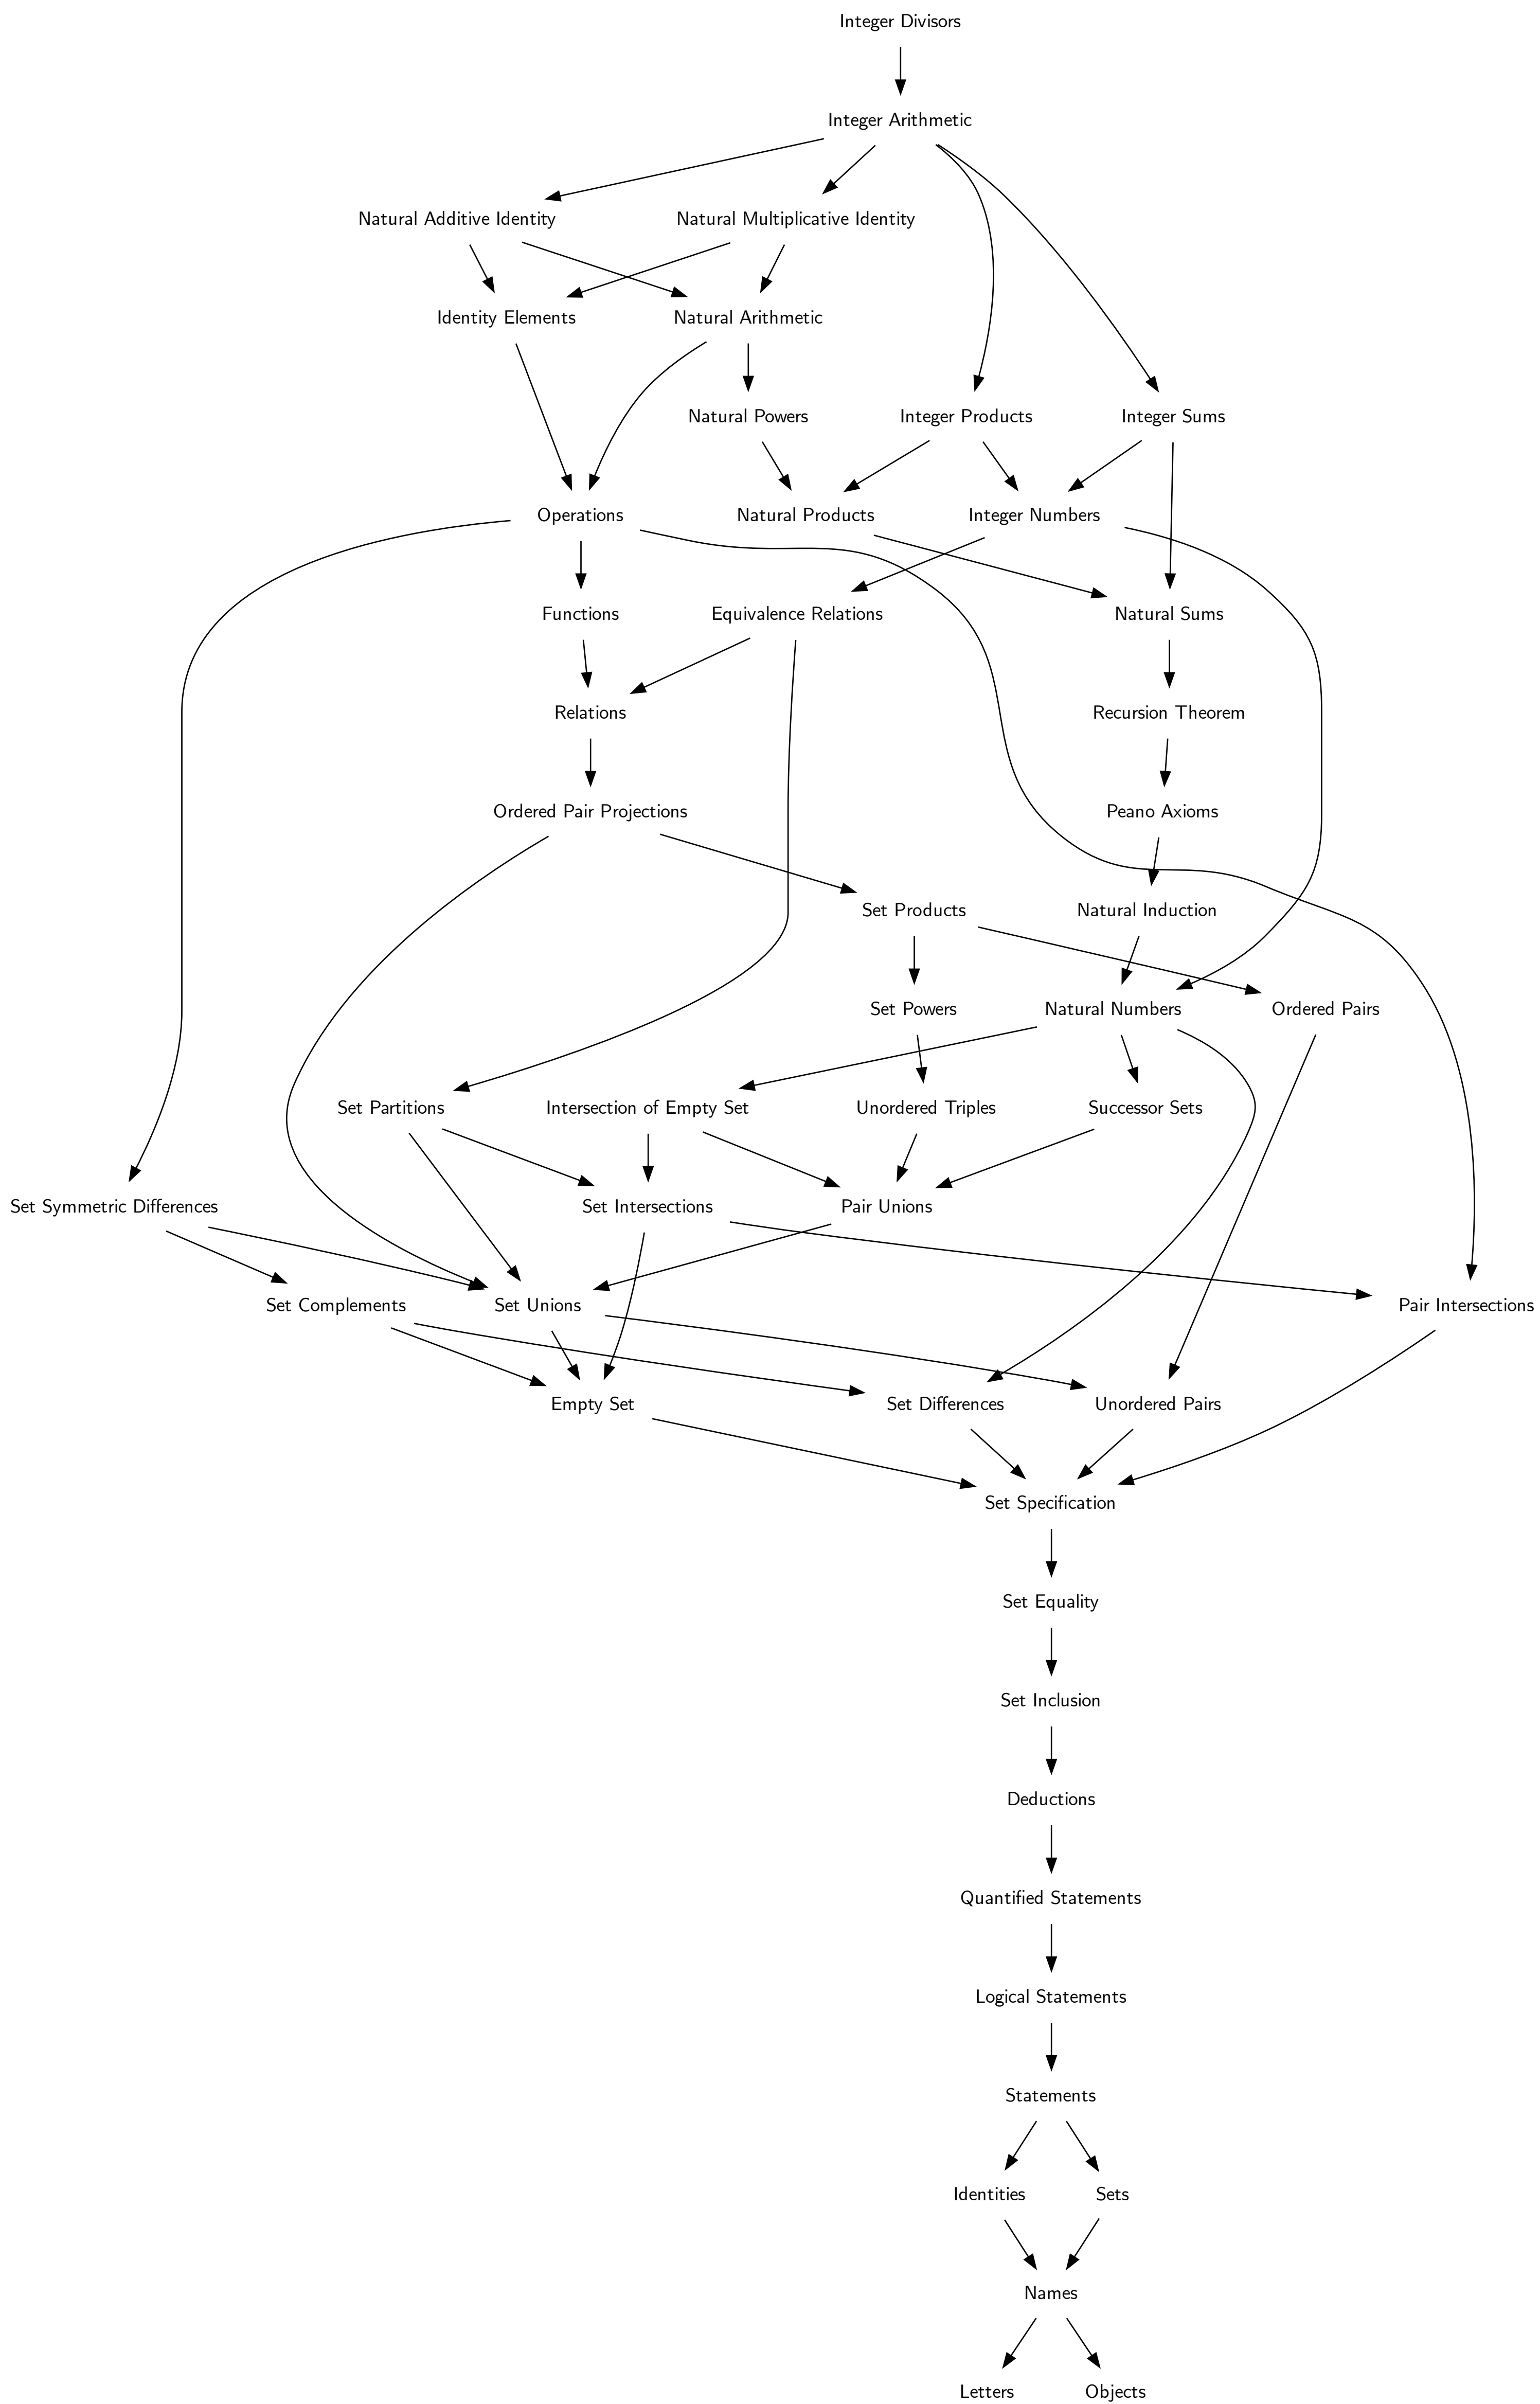 Integer Divisors
Integer Arithmetic
Natural Additive Identity
Natural Multiplicative Identity
Identity Elements
Natural Arithmetic
Natural Powers
Integer Products
Integer Sums
Operations
Natural Products
Integer Numbers
Functions
Equivalence Relations
Natural Sums
Relations
Recursion Theorem
Ordered Pair Projections
Peano Axioms
Set Products
Natural Induction
Set Powers
Natural Numbers
Ordered Pairs
Set Partitions
Intersection of Empty Set
Unordered Triples
Successor Sets
Set Symmetric Differences
Set Intersections
Pair Unions
Set Complements
Set Unions
Pair Intersections
Empty Set
Set Differences
Unordered Pairs
Set Specification
Set Equality
Set Inclusion
Deductions
Quantified Statements
Logical Statements
Statements
Identities
Sets
Names
Letters
Objects